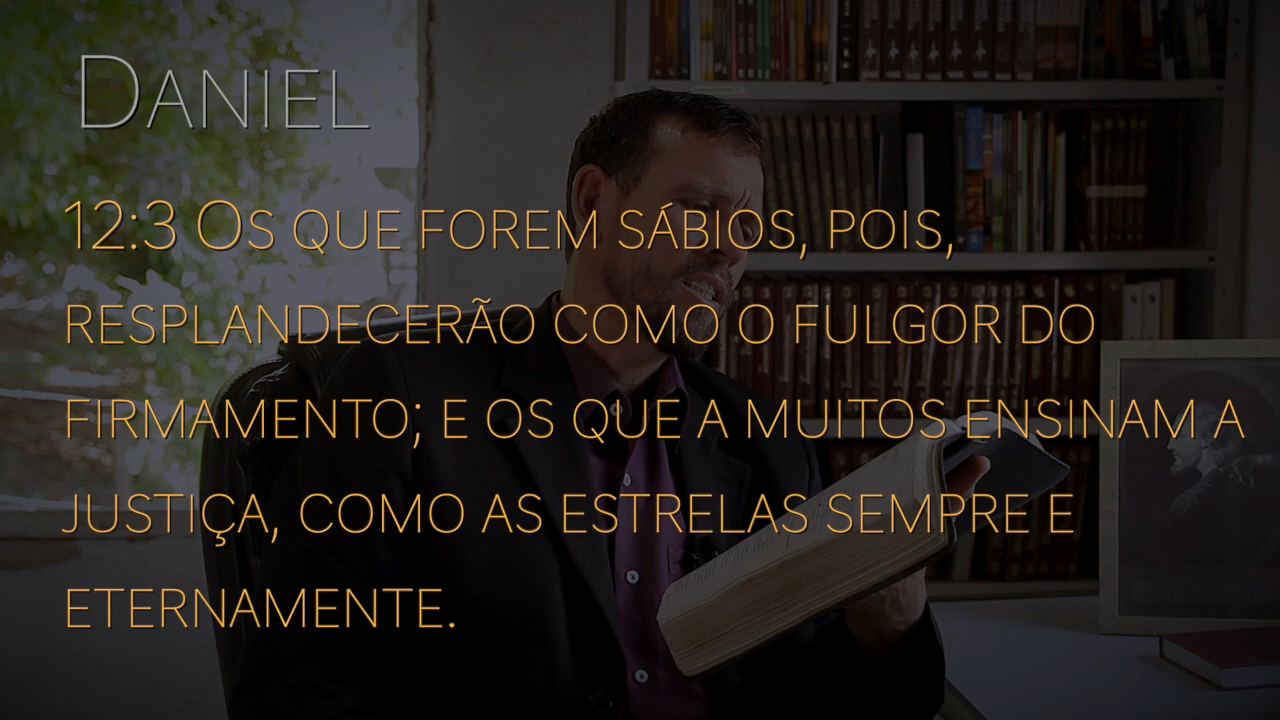 DANIEL
12:3 OS QUE FOREM SÁBIOS, POIS,
RESPLANDECERÃO COMO O FULGOR DO
FIRMAMENTO; E OS QUE A MUITOS ENSINAM A
JUSTIÇA, COMO AS ESTRELAS SEMPRE E
ETERNAMENTE.